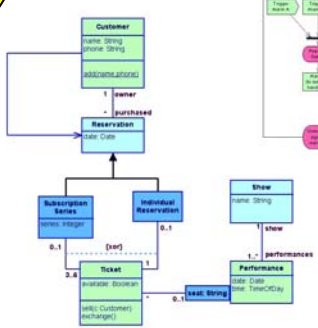 Customer
name: String
phone: String
add(name,phone)
1 owner
* purchased
Reservation
date: Date
Subscription
Series
series: Integer
Individual
Reservation
0..1
0..1
{xor}
3..6
1
Ticket
available: Boolean
sell(c: Customer)
exchange()
*
0..1
seat: String
Show
name: String
1
show
1..*
performances
Performance
date: Date
time: TimeOfDay